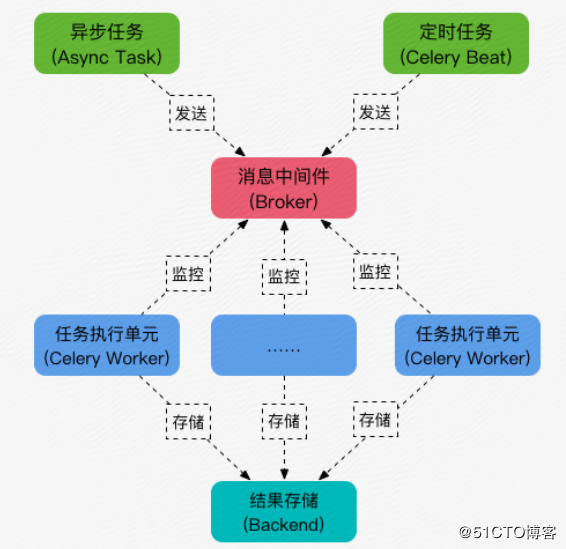 异步任务
(Async Task)
定时任务
(Celery Beat)
发送
发送
消息中间件
(Broker)
监控
监控
监控
任务执行单元
(Celery Worker)
......
任务执行单元
(Celery Worker)
存储
存储
存储
结果存储
(Backend)
@51CTO博客